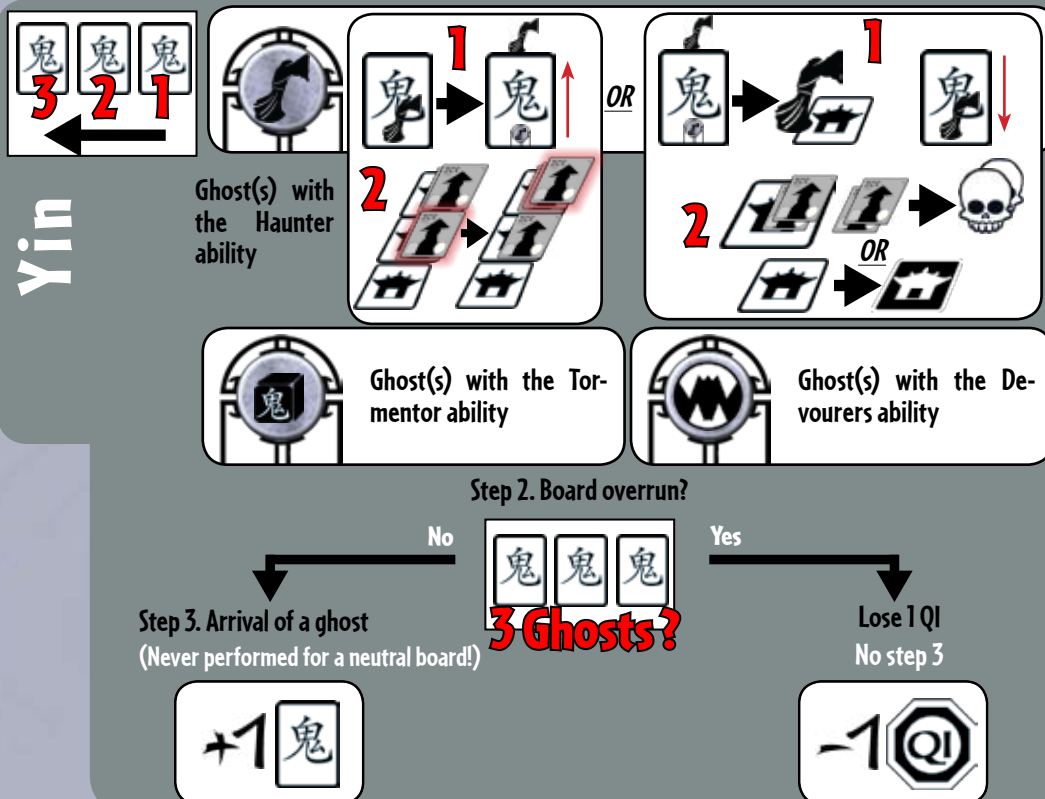 鬼 鬼 鬼
3 2 1
Yin
鬼
1
鬼
OR
鬼
1
鬼
Ghost(s) with
the Haunter
ability
2
2
OR
鬼
Ghost(s) with the Tor-
mentor ability
Ghost(s) with the De-
vourers ability
Step 2. Board overrun?
No
鬼 鬼 鬼
Yes
3 Ghosts ?
Step 3. Arrival of a ghost
(Never performed for a neutral board!)
Lose 1 QI
No step 3
+1 鬼
-1 QI